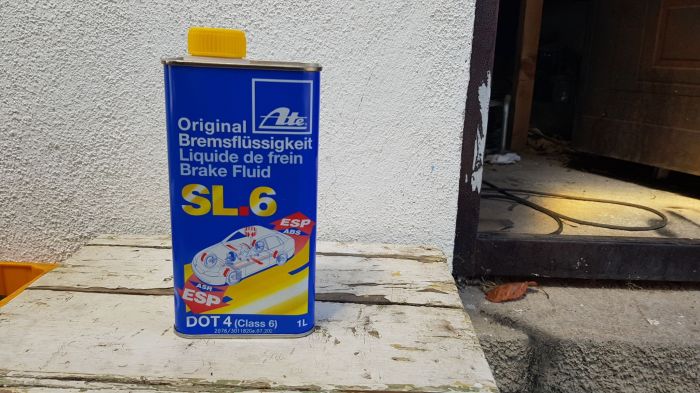 Ate
Original
Bremsflüssigkeit
Liquide de frein
Brake Fluid
SL.6
ESP
ABS
ASR
ESP
DOT 4 (Class 6)
1L